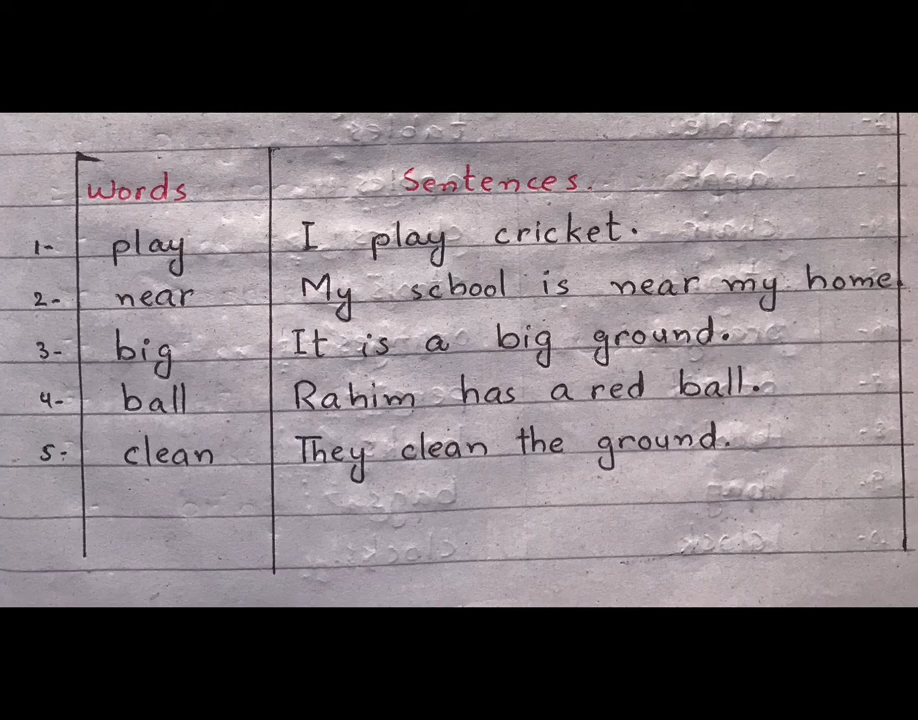 Words Sentences.
1- play I play cricket.
2- near My school is near my home
3- big It is a big ground.
4- ball Rahim has a red ball.
5- clean They clean the ground.